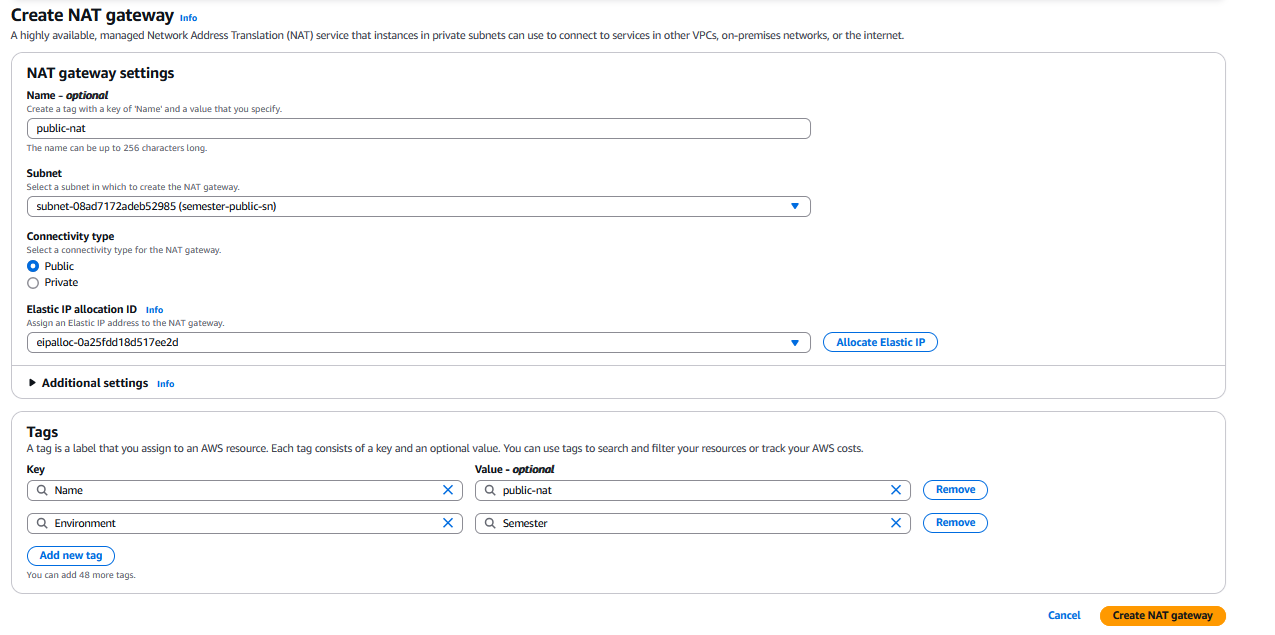 Create NAT gateway Info
A highly available, managed Network Address Translation (NAT) service that instances in private subnets can use to connect to services in other VPCs, on-premises networks, or the internet.
NAT gateway settings
Name - optional
Create a tag with a key of 'Name' and a value that you specify.
public-nat
The name can be up to 256 characters long.
Subnet
Select a subnet in which to create the NAT gateway.
subnet-08ad7172adeb52985 (semester-public-sn)
Connectivity type
Select a connectivity type for the NAT gateway.
Public
Private
Elastic IP allocation ID Info
Assign an Elastic IP address to the NAT gateway.
eipalloc-0a25fdd18d517ee2d
Allocate Elastic IP
Additional settings Info
Tags
A tag is a label that you assign to an AWS resource. Each tag consists of a key and an optional value. You can use tags to search and filter your resources or track your AWS costs.
Key Value - optional
Name public-nat Remove
Environment Semester Remove
Add new tag
You can add 48 more tags.
Cancel Create NAT gateway